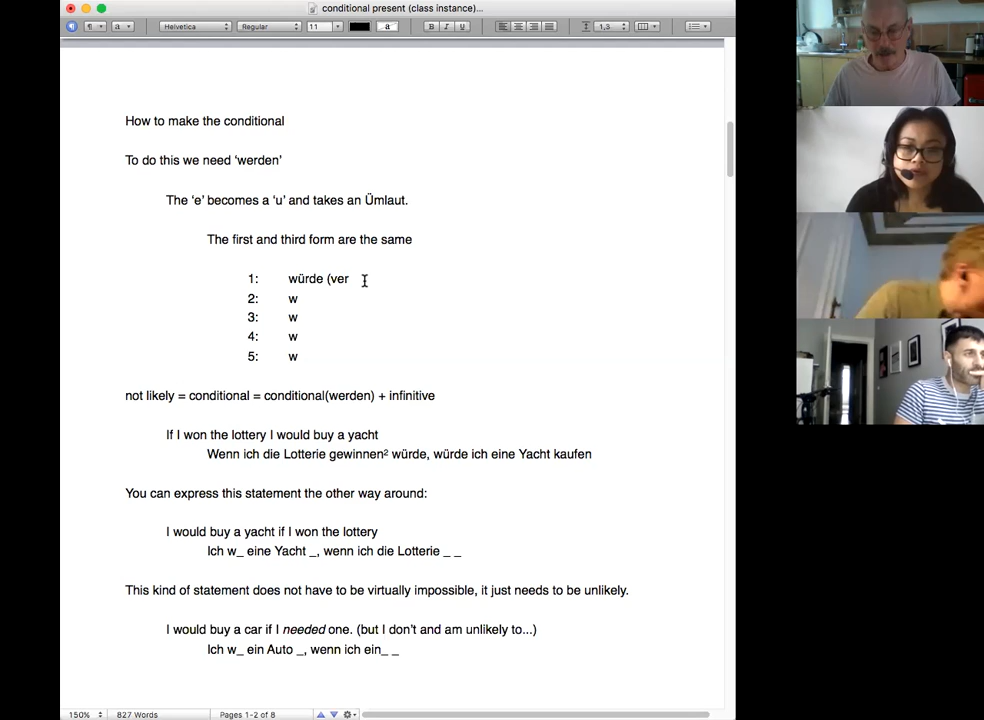 conditional present (class instance)...
Helvetica Regular 11 a B I U 1,3
How to make the conditional
To do this we need ‘werden’
The ‘e’ becomes a ‘u’ and takes an Ümlaut.
The first and third form are the same
1: würde (ver
2: w
3: w
4: w
5: w
not likely = conditional = conditional(werden) + infinitive
If I won the lottery I would buy a yacht
Wenn ich die Lotterie gewinnen² würde, würde ich eine Yacht kaufen
You can express this statement the other way around:
I would buy a yacht if I won the lottery
Ich w_ eine Yacht _, wenn ich die Lotterie _ _
This kind of statement does not have to be virtually impossible, it just needs to be unlikely.
I would buy a car if I needed one. (but I don’t and am unlikely to...)
Ich w_ ein Auto _, wenn ich ein_ _
150% 827 Words Pages 1-2 of 8